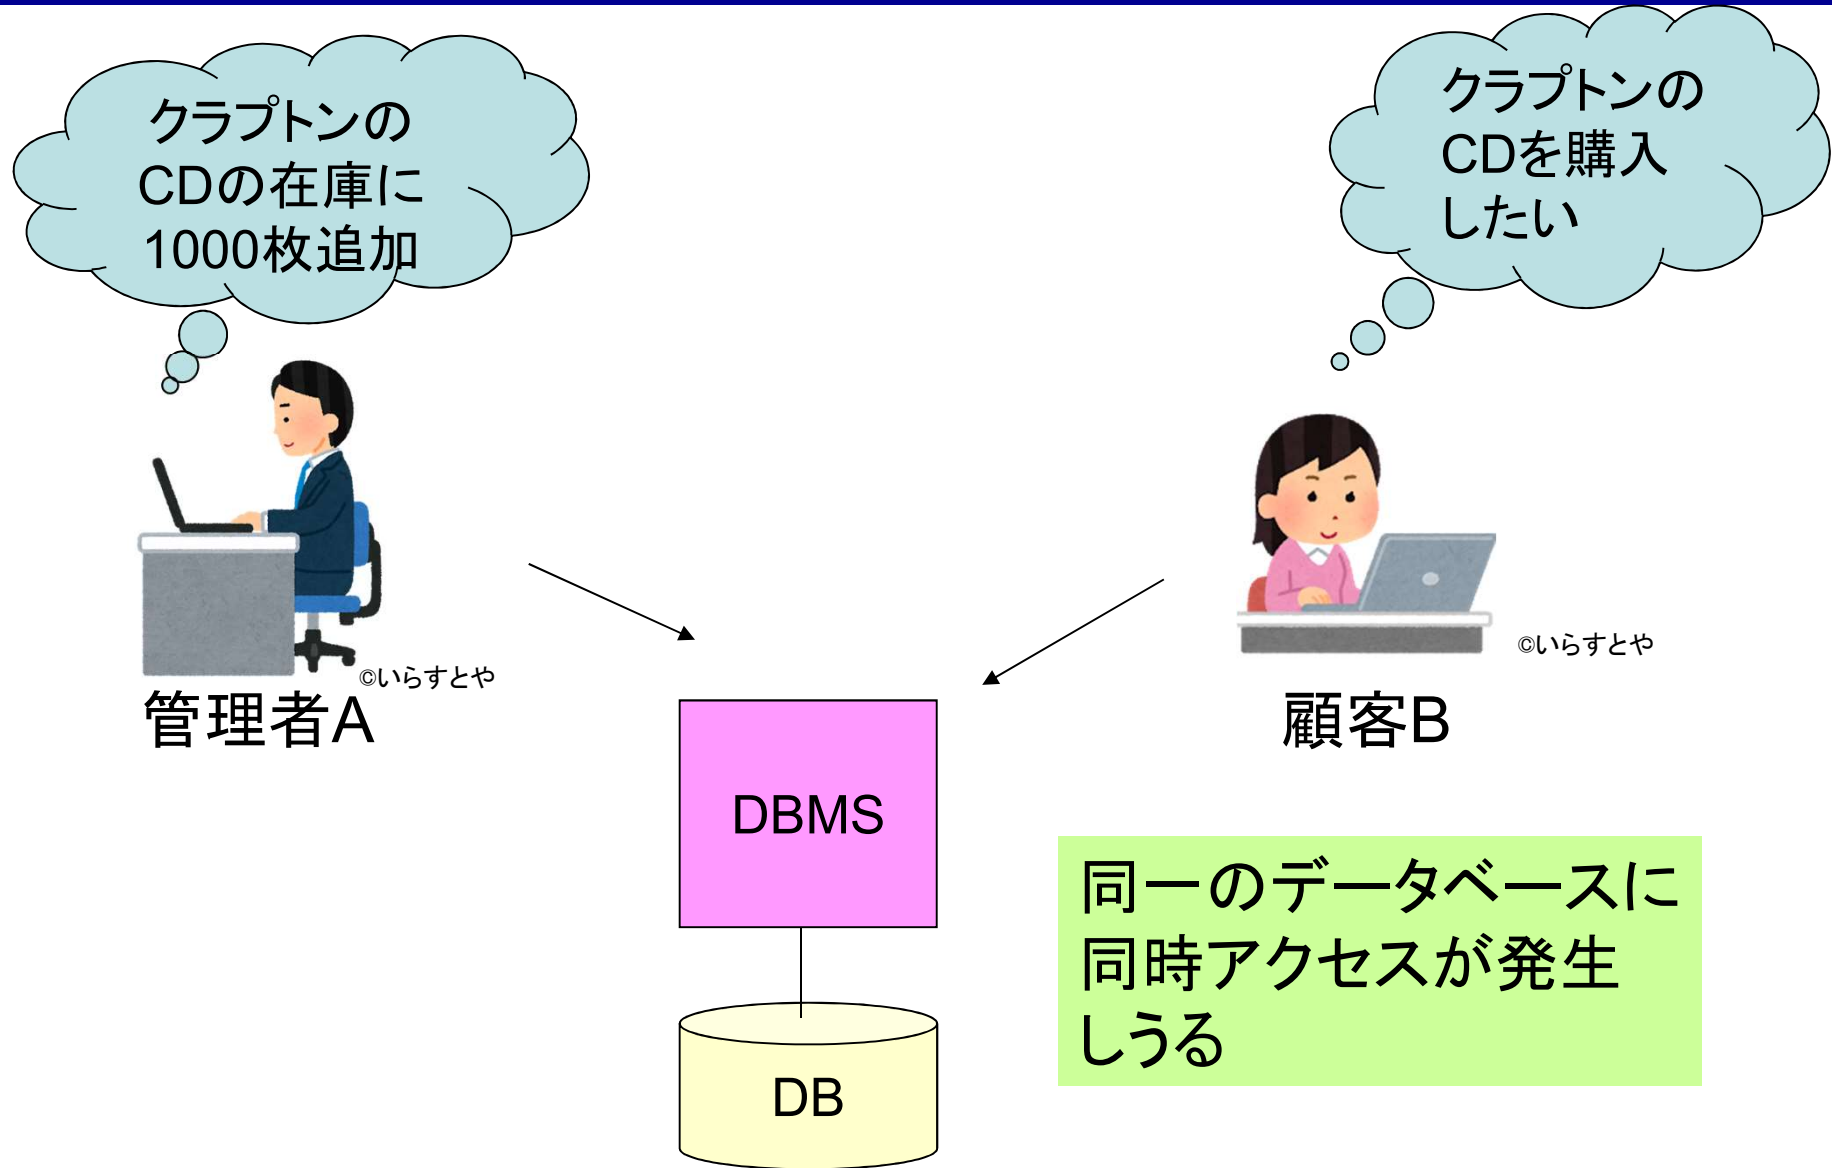 クラプトンの
CDの在庫に
1000枚追加
クラプトンの
CDを購入
したい
©いらすとや
管理者A
©いらすとや
顧客B
DBMS
同一のデータベースに
同時アクセスが発生
しうる
DB